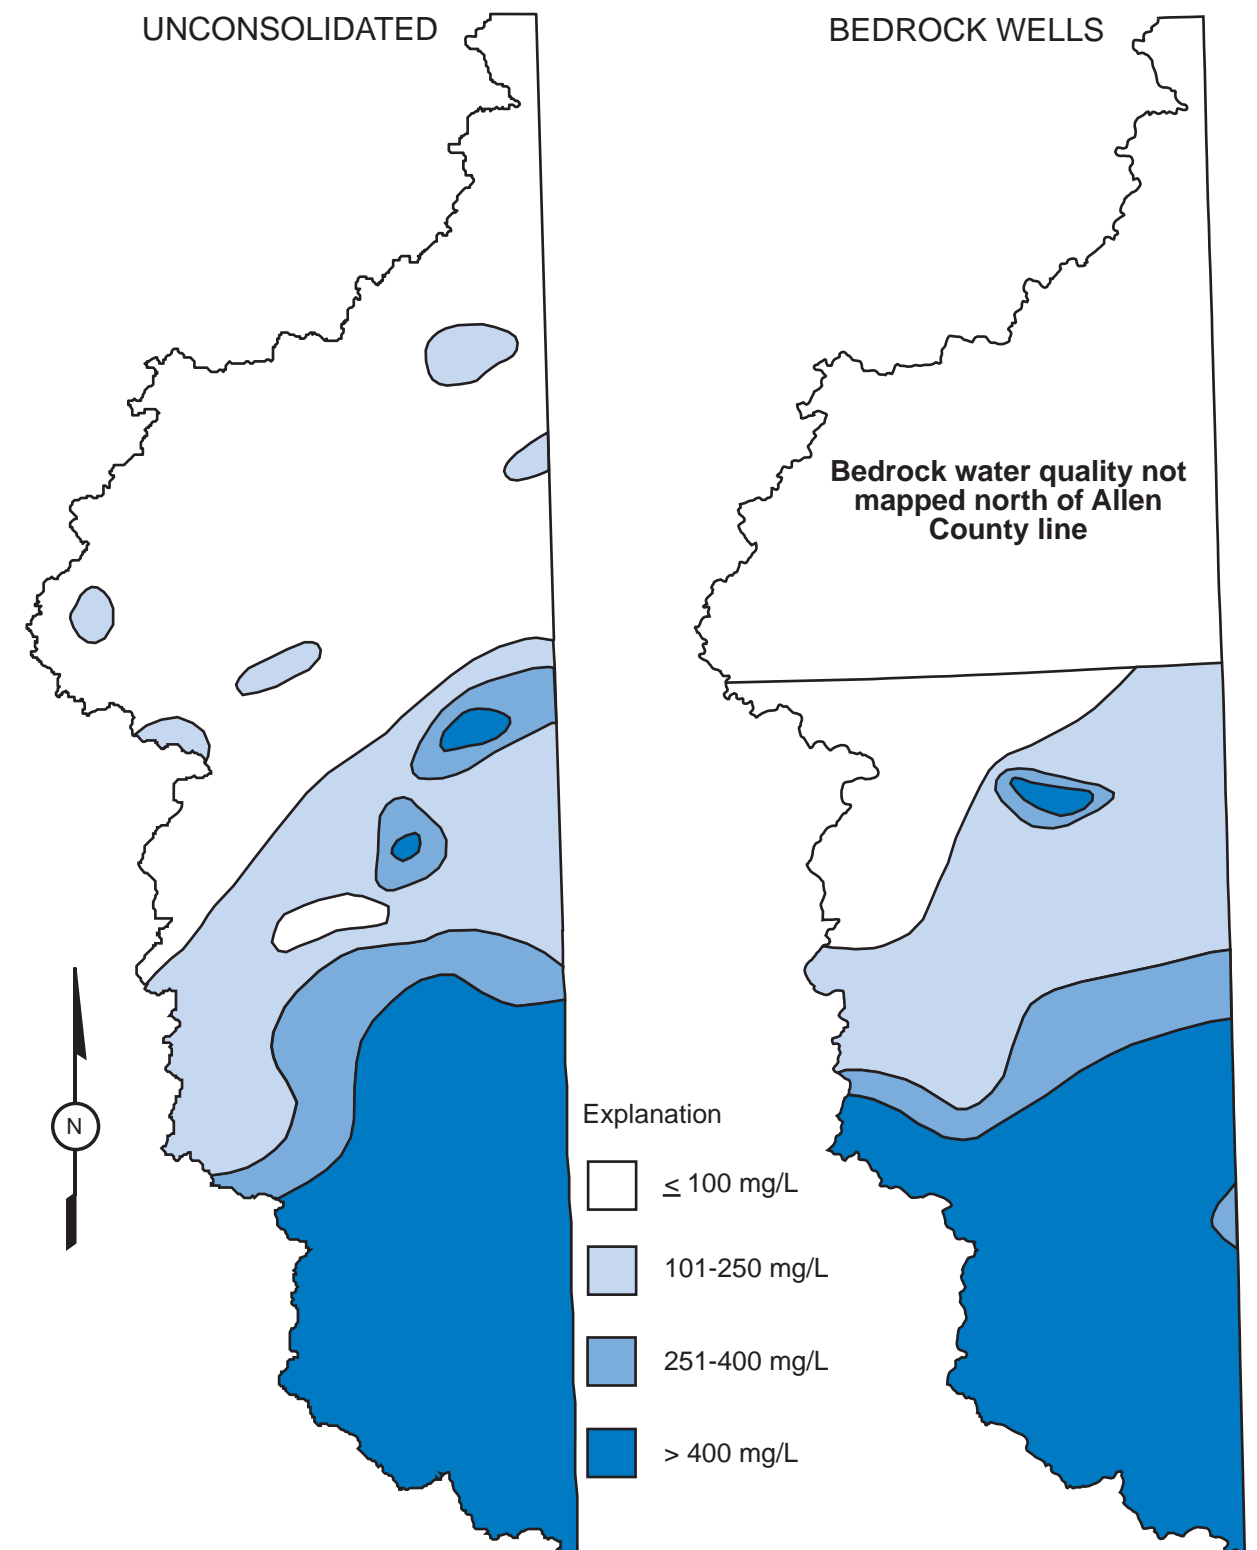 UNCONSOLIDATED
BEDROCK WELLS
Bedrock water quality not
mapped north of Allen
County line
N
Explanation
≤ 100 mg/L
101-250 mg/L
251-400 mg/L
> 400 mg/L